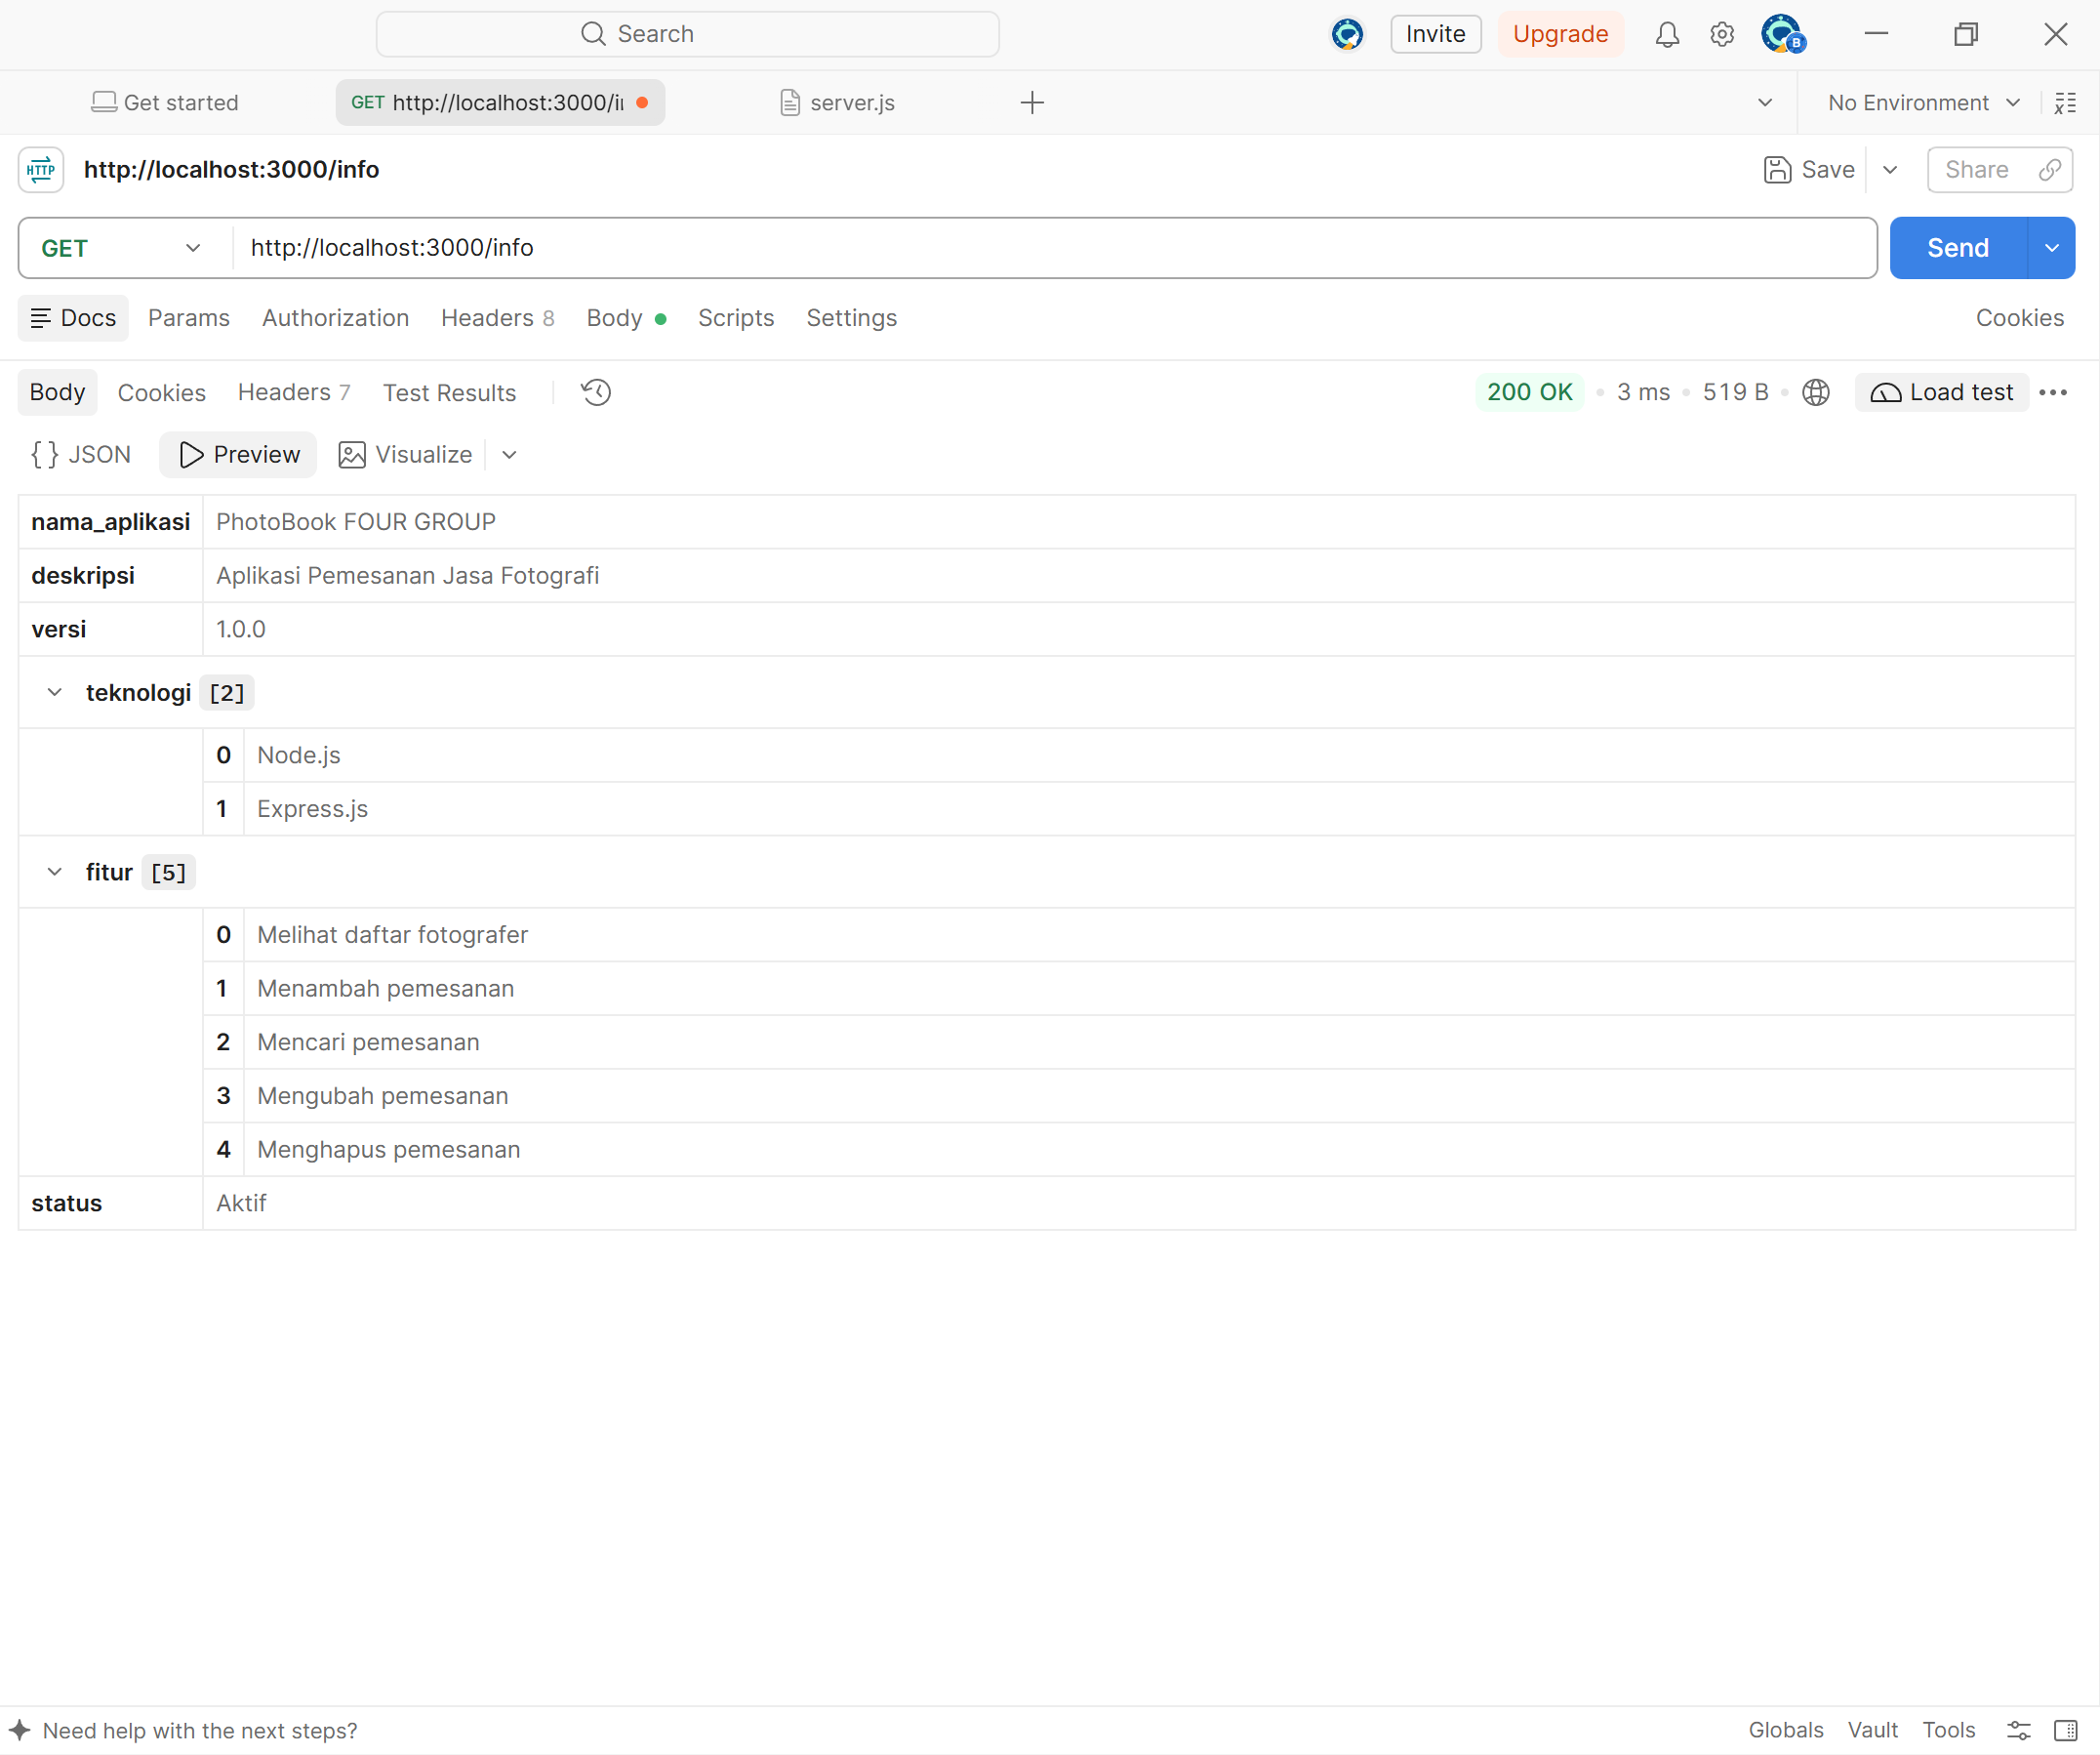 Search
Invite
Upgrade
B
Get started
GET http://localhost:3000/i
server.js
No Environment
HTTP http://localhost:3000/info
Save
Share
GET http://localhost:3000/info
Send
Docs Params Authorization Headers 8 Body Scripts Settings Cookies
Body Cookies Headers 7 Test Results 200 OK • 3 ms • 519 B • Load test
{ } JSON Preview Visualize
nama_aplikasi PhotoBook FOUR GROUP
deskripsi Aplikasi Pemesanan Jasa Fotografi
versi 1.0.0
teknologi [2]
0 Node.js
1 Express.js
fitur [5]
0 Melihat daftar fotografer
1 Menambah pemesanan
2 Mencari pemesanan
3 Mengubah pemesanan
4 Menghapus pemesanan
status Aktif
Need help with the next steps?
Globals Vault Tools